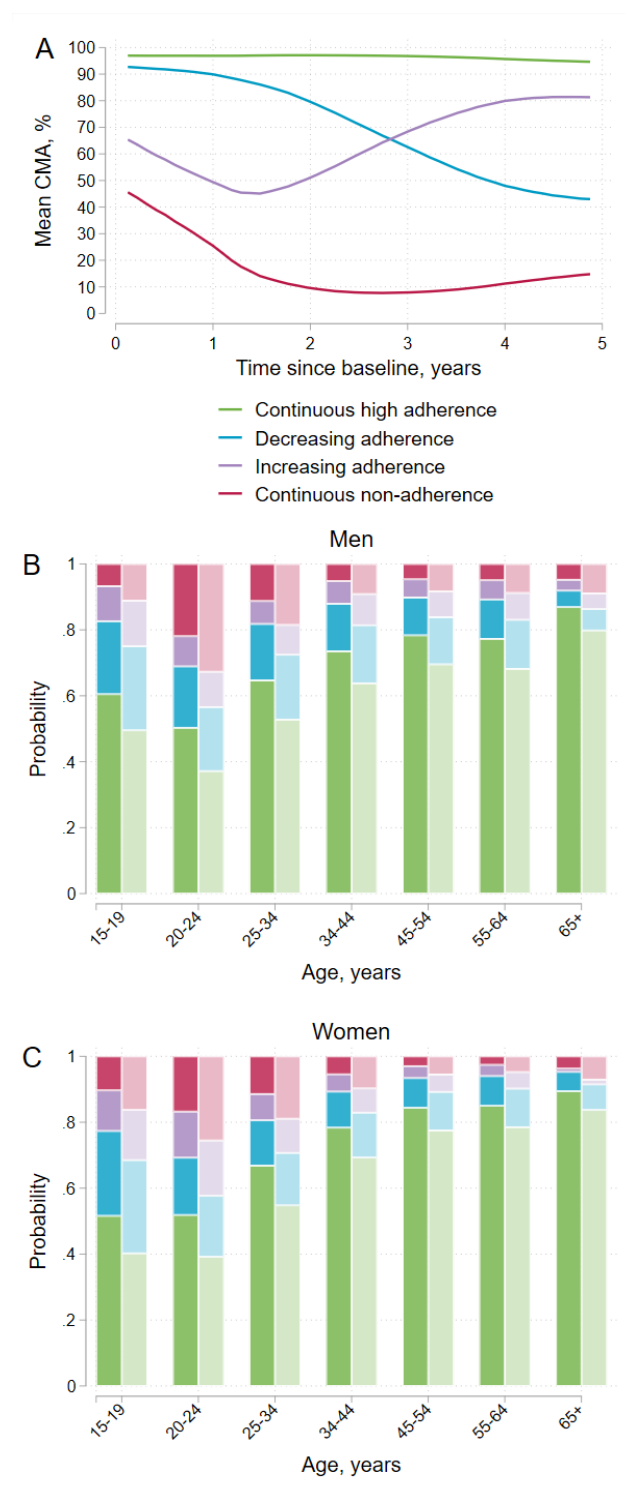 A
100
90
80
70
60
50
40
30
20
10
0
Mean CMA, %
0 1 2 3 4 5
Time since baseline, years
Continuous high adherence
Decreasing adherence
Increasing adherence
Continuous non-adherence
B
Men
1
.8
.6
.4
.2
0
Probability
15-19 20-24 25-34 34-44 45-54 55-64 65+
Age, years
C
Women
1
.8
.6
.4
.2
0
Probability
15-19 20-24 25-34 34-44 45-54 55-64 65+
Age, years